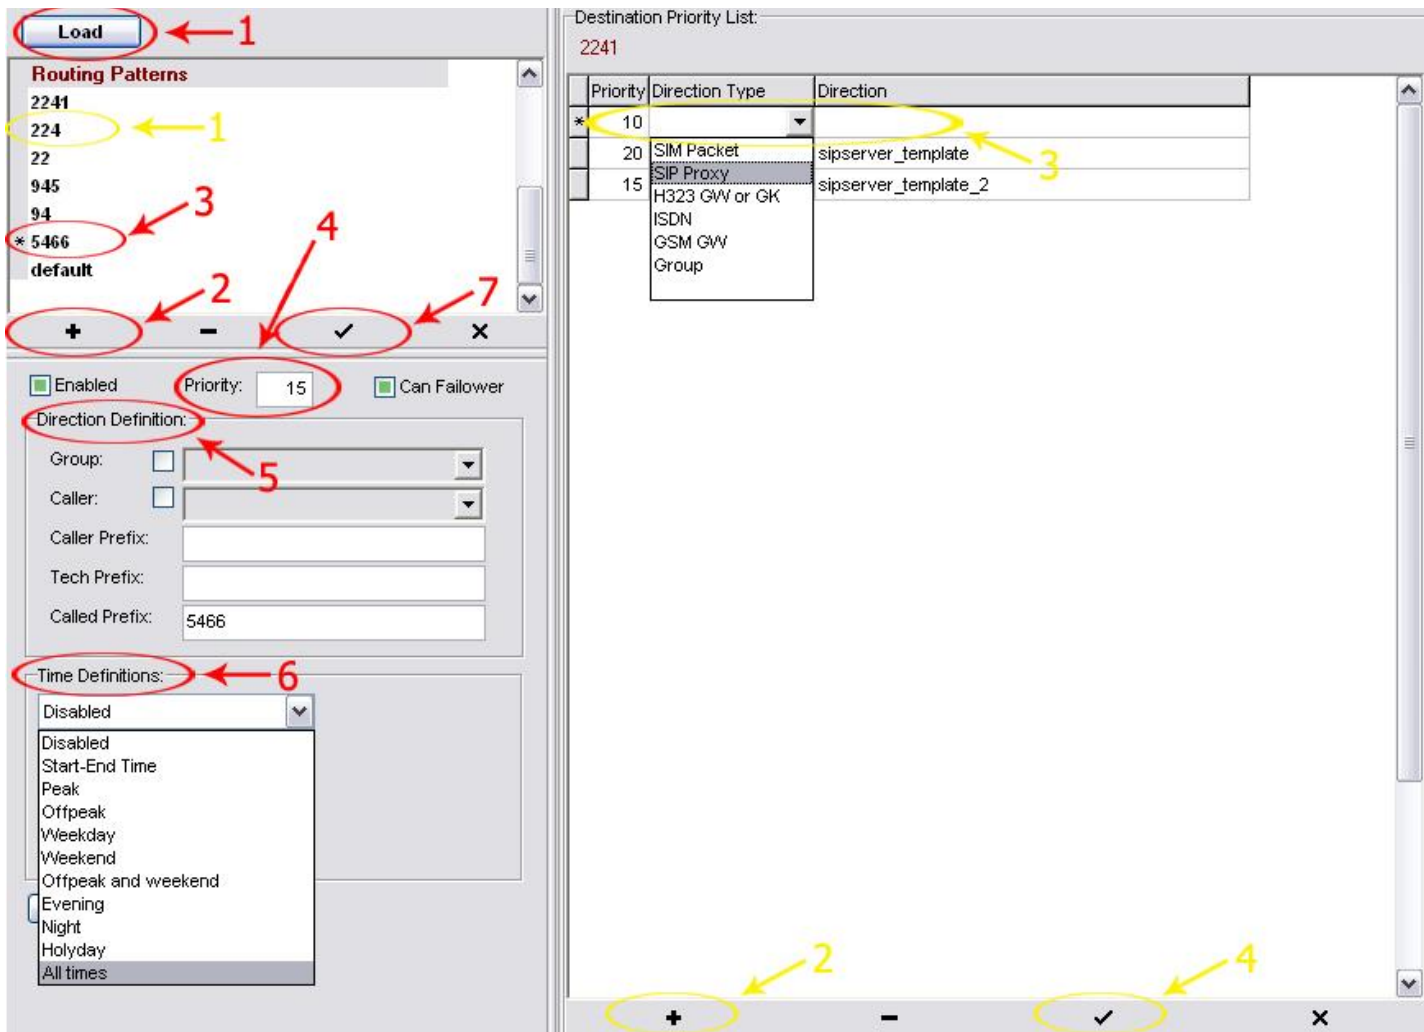 Load
1
Routing Patterns
2241
224
1
22
945
94
3
* 5466
default
4
2
7
+ - ✓ ×
Enabled
Priority: 15
Can Failower
Direction Definition:
Group:
5
Caller:
Caller Prefix:
Tech Prefix:
Called Prefix: 5466
Time Definitions:
6
Disabled
Disabled
Start-End Time
Peak
Offpeak
Weekday
Weekend
Offpeak and weekend
Evening
Night
Holyday
All times
Destination Priority List:
2241
Priority Direction Type Direction
* 10
3
20 sipserver_template
15 sipserver_template_2
SIM Packet
SIP Proxy
H323 GW or GK
ISDN
GSM GW
Group
2
4
+ - ✓ ×